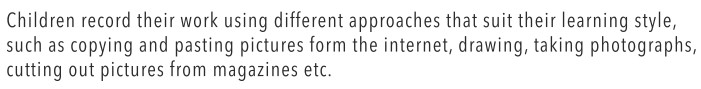 Children record their work using different approaches that suit their learning style,
such as copying and pasting pictures form the internet, drawing, taking photographs,
cutting out pictures from magazines etc.